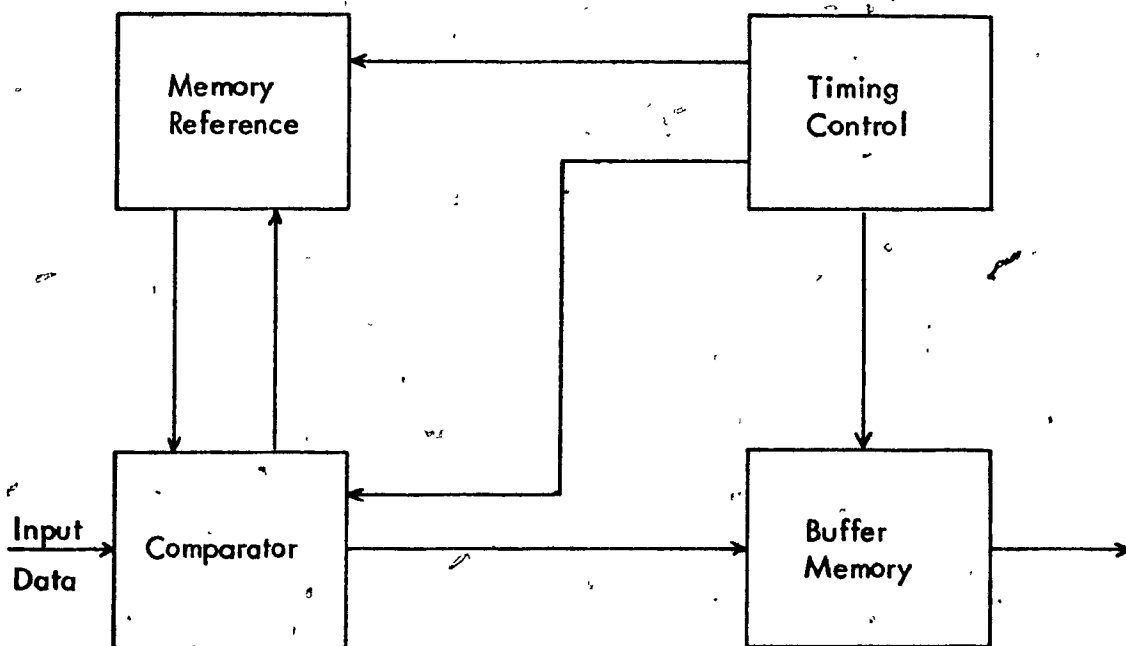 Memory
Reference
Timing
Control
Input
Data
Comparator
Buffer
Memory